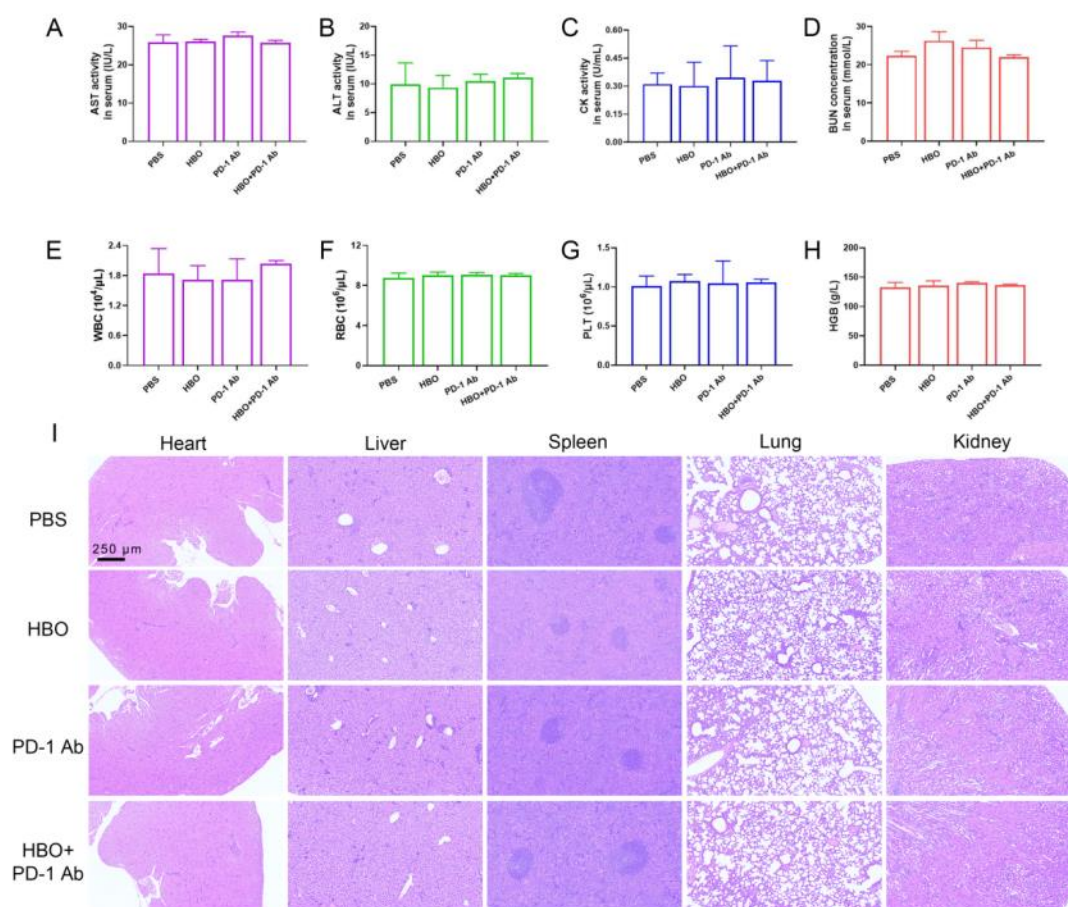 A
AST activity
in serum (IU/L)
30
20
10
0
PBS
HBO
PD-1 Ab
HBO+PD-1 Ab
B
ALT activity
in serum (IU/L)
20
15
10
5
0
PBS
HBO
PD-1 Ab
HBO+PD-1 Ab
C
CK activity
in serum (U/mL)
0.60
0.45
0.30
0.15
0.00
PBS
HBO
PD-1 Ab
HBO+PD-1 Ab
D
BUN concentration
in serum (mmol/L)
30
20
10
0
PBS
HBO
PD-1 Ab
HBO+PD-1 Ab
E
WBC (10⁴/μL)
2.4
1.8
1.2
0.6
0.0
PBS
HBO
PD-1 Ab
HBO+PD-1 Ab
F
RBC (10⁶/μL)
12
8
4
0
PBS
HBO
PD-1 Ab
HBO+PD-1 Ab
G
PLT (10⁶/μL)
1.5
1.0
0.5
0.0
PBS
HBO
PD-1 Ab
HBO+PD-1 Ab
H
HGB (g/L)
200
150
100
50
0
PBS
HBO
PD-1 Ab
HBO+PD-1 Ab
I
Heart
Liver
Spleen
Lung
Kidney
PBS
250 μm
HBO
PD-1 Ab
HBO+
PD-1 Ab